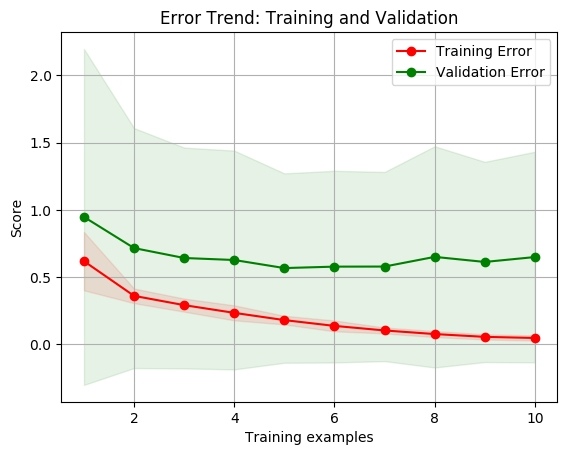 Error Trend: Training and Validation
Training Error
Validation Error
Score
2.0
1.5
1.0
0.5
0.0
2
4
6
8
10
Training examples